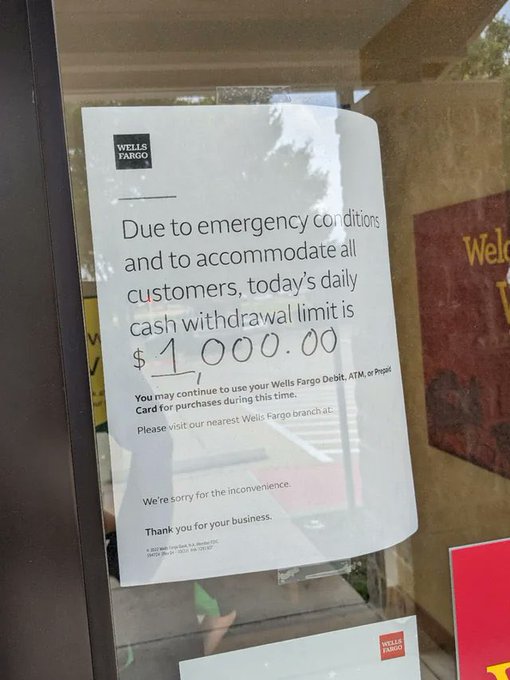 WELLS
FARGO
Due to emergency conditions
and to accommodate all
customers, today's daily
cash withdrawal limit is
$ 1,000.00
You may continue to use your Wells Fargo Debit, ATM, or Prepaid
Card for purchases during this time.
Please visit our nearest Wells Fargo branch at:
We're sorry for the inconvenience.
Thank you for your business.
Welc
WELLS
FARGO